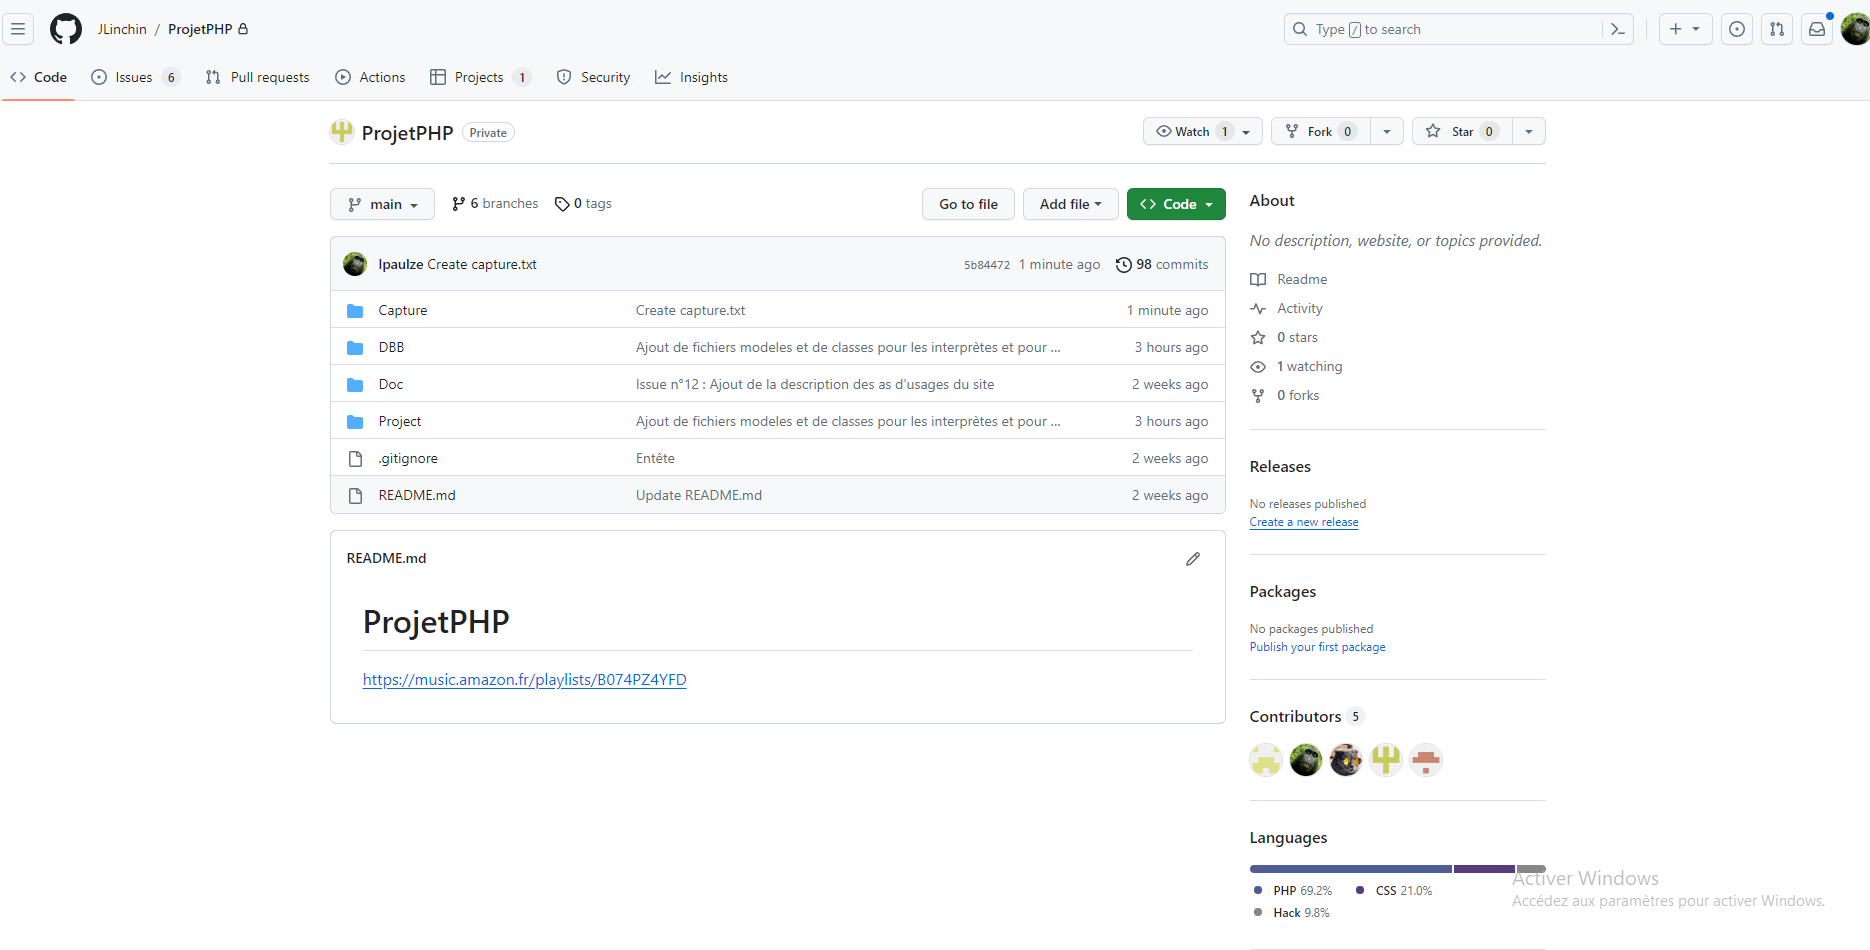 JLinchin / ProjetPHP
Type / to search
Code Issues 6 Pull requests Actions Projects 1 Security Insights
ProjetPHP Private
Watch 1 Fork 0 Star 0
main 6 branches 0 tags
Go to file Add file Code
lpaulze Create capture.txt 5b84472 1 minute ago 98 commits
Capture Create capture.txt 1 minute ago
DBB Ajout de fichiers modeles et de classes pour les interprètes et pour ... 3 hours ago
Doc Issue n°12 : Ajout de la description des as d'usages du site 2 weeks ago
Project Ajout de fichiers modeles et de classes pour les interprètes et pour ... 3 hours ago
.gitignore Entête 2 weeks ago
README.md Update README.md 2 weeks ago
README.md
ProjetPHP
https://music.amazon.fr/playlists/B074PZ4YFD
About
No description, website, or topics provided.
Readme
Activity
0 stars
1 watching
0 forks
Releases
No releases published
Create a new release
Packages
No packages published
Publish your first package
Contributors 5
Languages
PHP 69.2% CSS 21.0%
Hack 9.8%
Activer Windows
Accédez aux paramètres pour activer Windows.